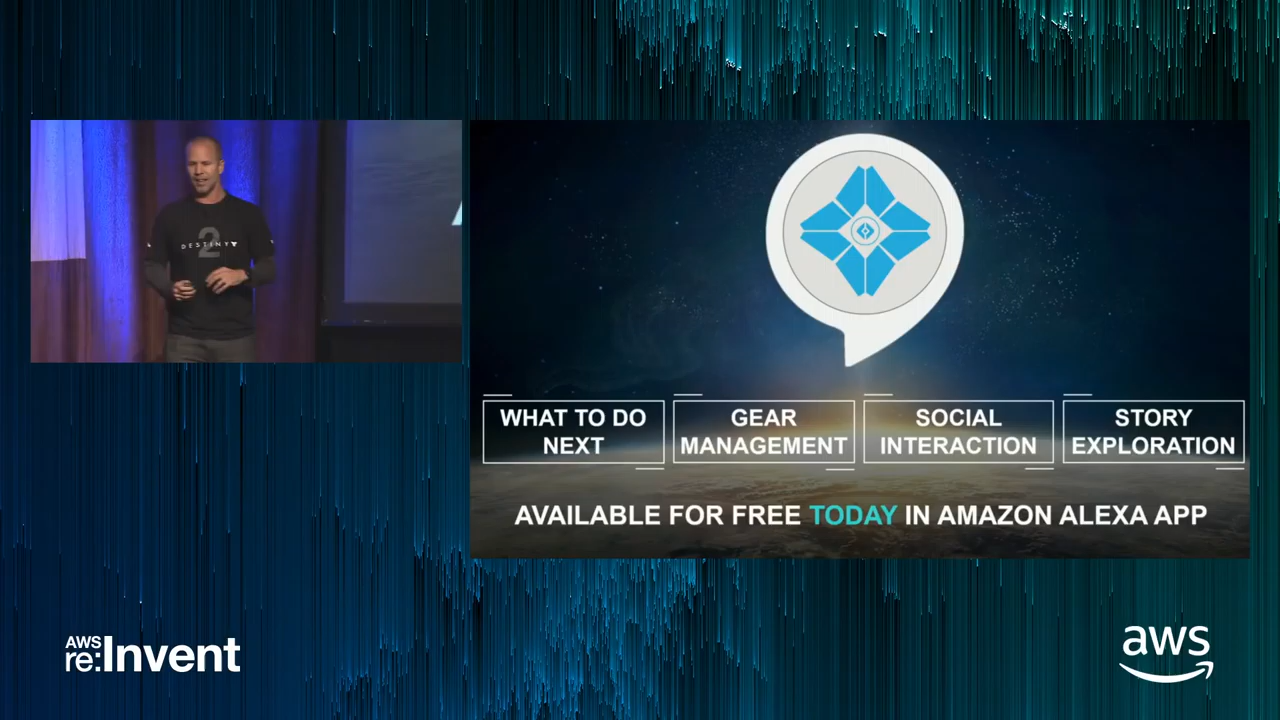 DESTINY
2
WHAT TO DO
NEXT
GEAR
MANAGEMENT
SOCIAL
INTERACTION
STORY
EXPLORATION
AVAILABLE FOR FREE TODAY IN AMAZON ALEXA APP
AWS
re:Invent
aws